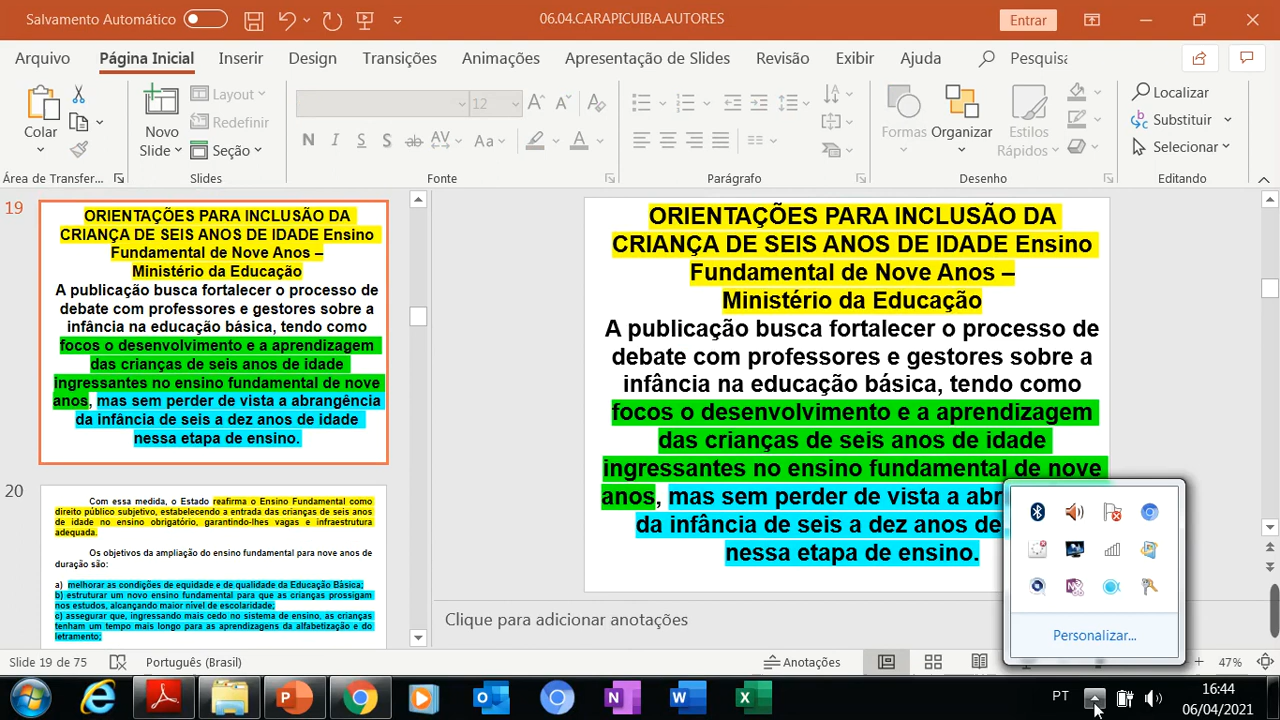 Salvamento Automático
06.04.CARAPICUIBA.AUTORES
Entrar
Arquivo
Página Inicial
Inserir
Design
Transições
Animações
Apresentação de Slides
Revisão
Exibir
Ajuda
Pesquisa
Colar
Novo
Slide
Layout
Redefinir
Seção
12
N I S S ab AV Aa
A
Formas
Organizar
Estilos
Rápidos
Localizar
Substituir
Selecionar
Área de Transfer...
Slides
Fonte
Parágrafo
Desenho
Editando
19
ORIENTAÇÕES PARA INCLUSÃO DA
CRIANÇA DE SEIS ANOS DE IDADE Ensino
Fundamental de Nove Anos –
Ministério da Educação
A publicação busca fortalecer o processo de
debate com professores e gestores sobre a
infância na educação básica, tendo como
focos o desenvolvimento e a aprendizagem
das crianças de seis anos de idade
ingressantes no ensino fundamental de nove
anos, mas sem perder de vista a abrangência
da infância de seis a dez anos de idade
nessa etapa de ensino.
20
Com essa medida, o Estado reafirma o Ensino Fundamental como
direito público subjetivo, estabelecendo a entrada das crianças de seis
anos de idade no ensino obrigatório, garantindo-lhes vagas e infraestrutura
adequada.
Os objetivos da ampliação do ensino fundamental para nove anos de
duração são:
a) melhorar as condições de equidade e de qualidade da Educação Básica;
b) estruturar um novo ensino fundamental para que as crianças prossigam
nos estudos, alcançando maior nível de escolaridade;
c) assegurar que, ingressando mais cedo no sistema de ensino, as crianças
tenham um tempo mais longo para as aprendizagens da alfabetização e do
letramento;
ORIENTAÇÕES PARA INCLUSÃO DA
CRIANÇA DE SEIS ANOS DE IDADE Ensino
Fundamental de Nove Anos –
Ministério da Educação
A publicação busca fortalecer o processo de
debate com professores e gestores sobre a
infância na educação básica, tendo como
focos o desenvolvimento e a aprendizagem
das crianças de seis anos de idade
ingressantes no ensino fundamental de nove
anos, mas sem perder de vista a abr
da infância de seis a dez anos de
nessa etapa de ensino.
Personalizar...
Clique para adicionar anotações
Slide 19 de 75
Português (Brasil)
Anotações
47%
PT
16:44
06/04/2021